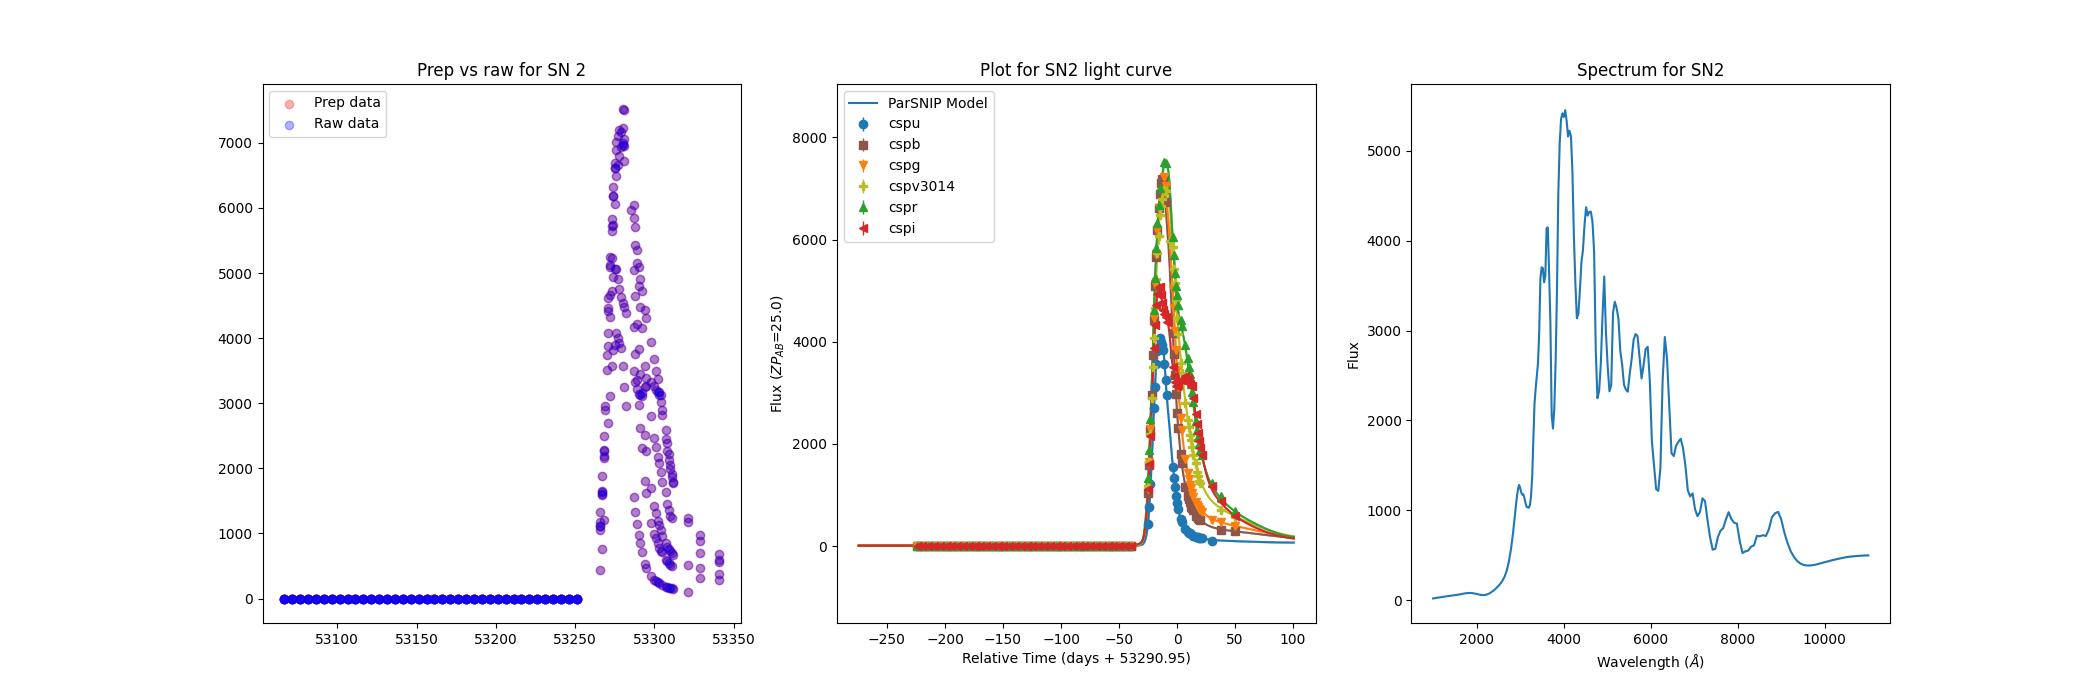 Prep vs raw for SN 2
Prep data
Raw data
7000
6000
5000
4000
3000
2000
1000
0
53100
53150
53200
53250
53300
53350
Plot for SN2 light curve
ParSNIP Model
cspu
cspb
cspg
cspv3014
cspr
cspi
Flux (ZP_AB=25.0)
8000
6000
4000
2000
0
−250
−200
−150
−100
−50
0
50
100
Relative Time (days + 53290.95)
Spectrum for SN2
Flux
5000
4000
3000
2000
1000
0
2000
4000
6000
8000
10000
Wavelength (Å)